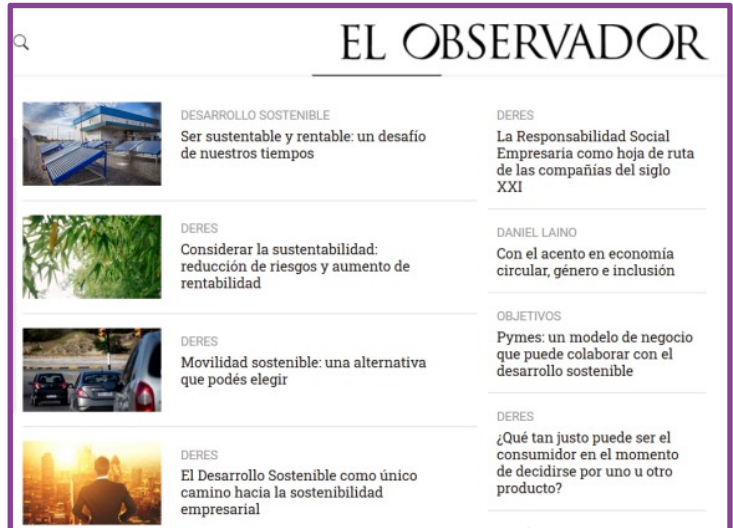 EL OBSERVADOR
DESARROLLO SOSTENIBLE
Ser sustentable y rentable: un desafío
de nuestros tiempos
DERES
Considerar la sustentabilidad:
reducción de riesgos y aumento de
rentabilidad
DERES
Movilidad sostenible: una alternativa
que podés elegir
DERES
El Desarrollo Sostenible como único
camino hacia la sostenibilidad
empresarial
DERES
La Responsabilidad Social
Empresaria como hoja de ruta
de las compañías del siglo
XXI
DANIEL LAINO
Con el acento en economía
circular, género e inclusión
OBJETIVOS
Pymes: un modelo de negocio
que puede colaborar con el
desarrollo sostenible
DERES
¿Qué tan justo puede ser el
consumidor en el momento
de decidirse por uno u otro
producto?